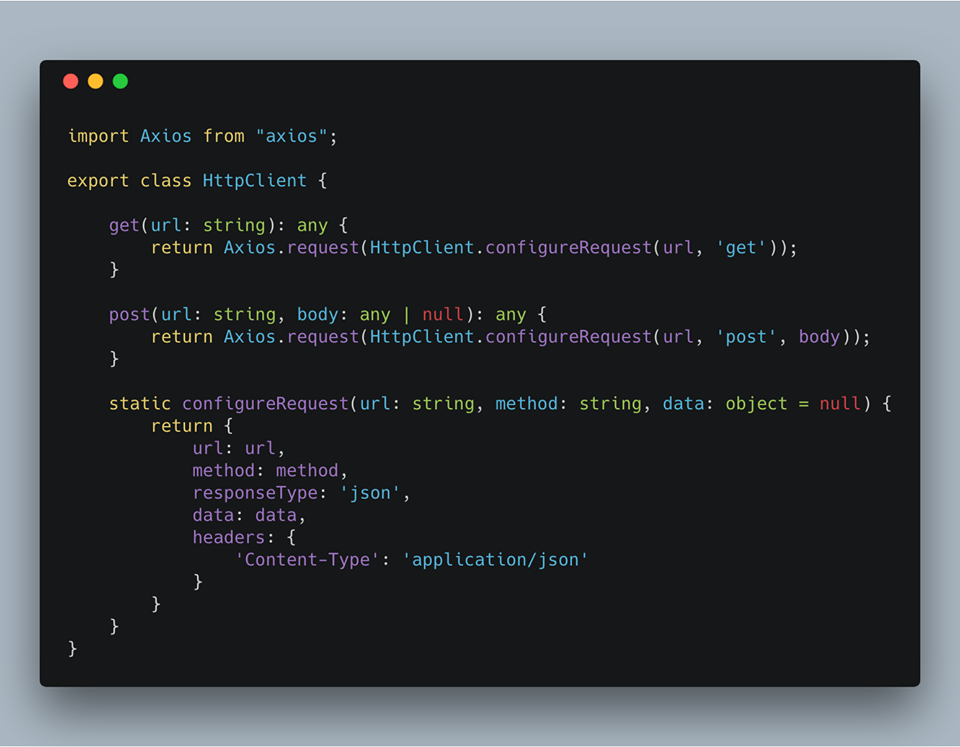 import Axios from "axios";
export class HttpClient {
get(url: string): any {
return Axios.request(HttpClient.configureRequest(url, 'get'));
}
post(url: string, body: any | null): any {
return Axios.request(HttpClient.configureRequest(url, 'post', body));
}
static configureRequest(url: string, method: string, data: object = null) {
return {
url: url,
method: method,
responseType: 'json',
data: data,
headers: {
'Content-Type': 'application/json'
}
}
}
}